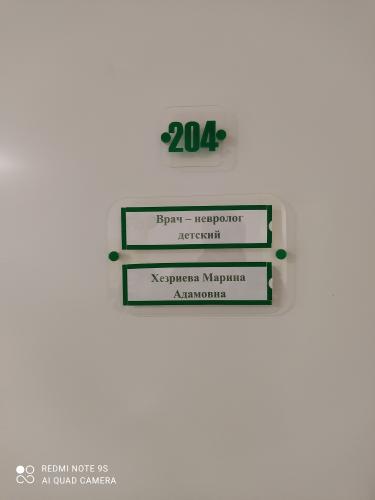 204
Врач – невролог
детский
Хезриева Марина
Адамовна
REDMI NOTE 9S
AI QUAD CAMERA